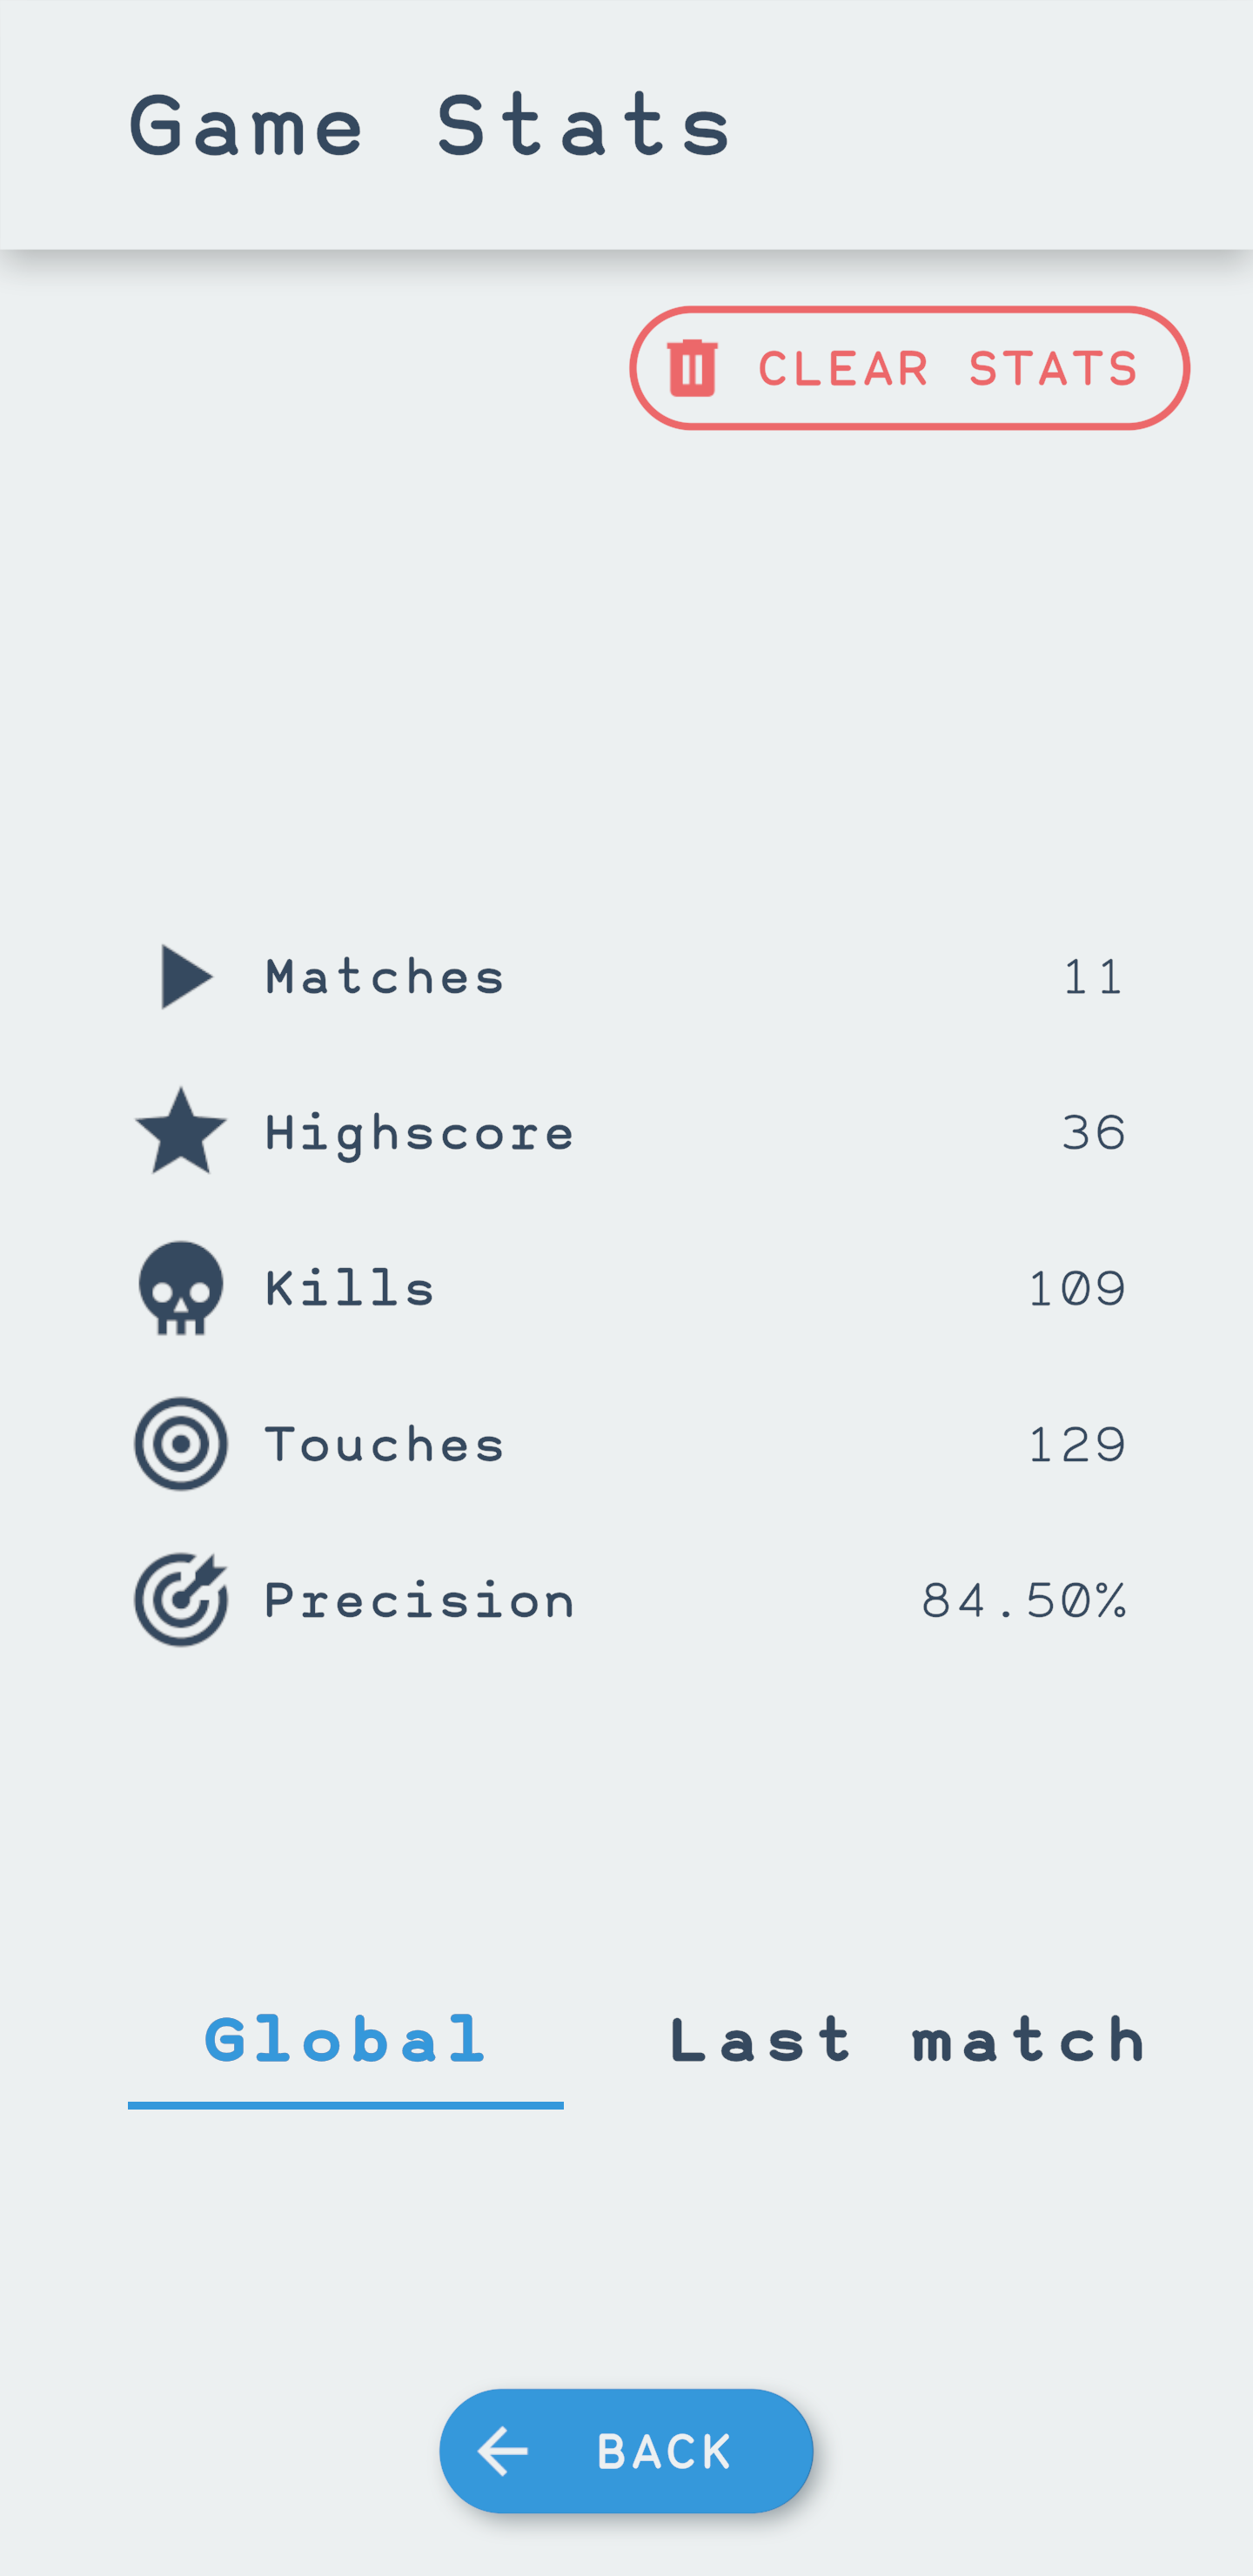 Game Stats
CLEAR STATS
Matches 11
Highscore 36
Kills 109
Touches 129
Precision 84.50%
Global Last match
BACK